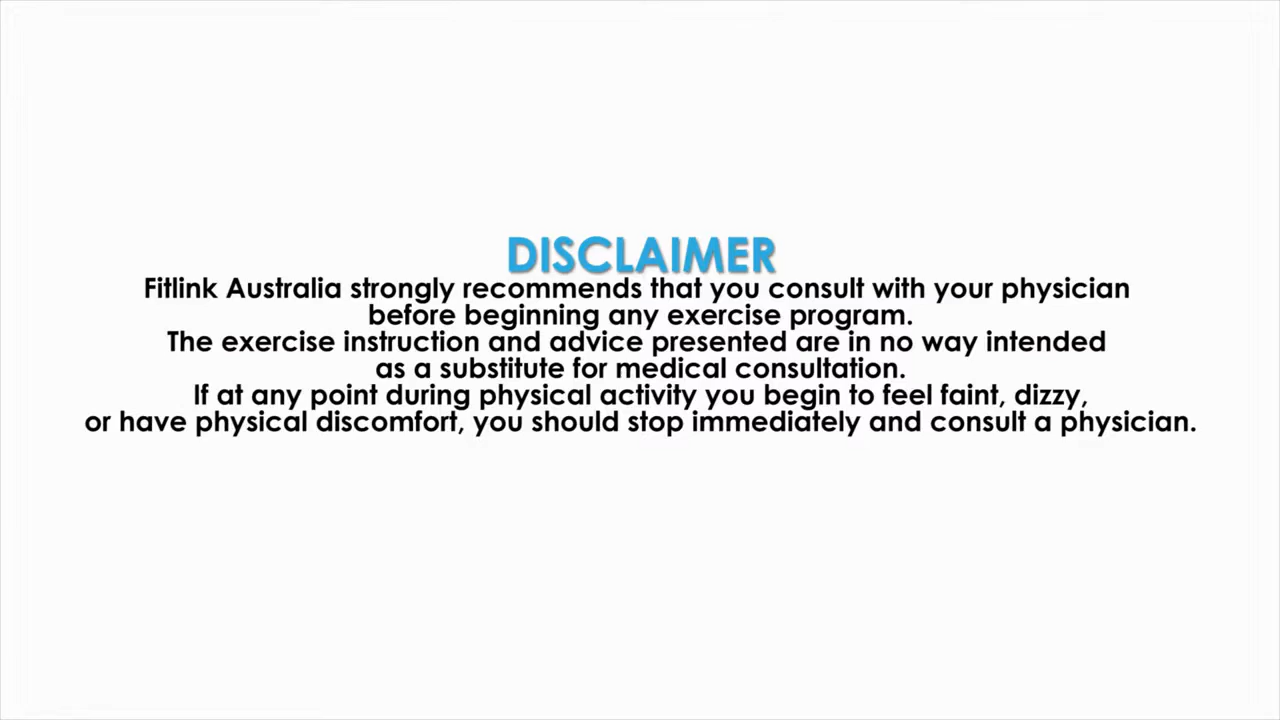 DISCLAIMER
Fitlink Australia strongly recommends that you consult with your physician
before beginning any exercise program.
The exercise instruction and advice presented are in no way intended
as a substitute for medical consultation.
If at any point during physical activity you begin to feel faint, dizzy,
or have physical discomfort, you should stop immediately and consult a physician.